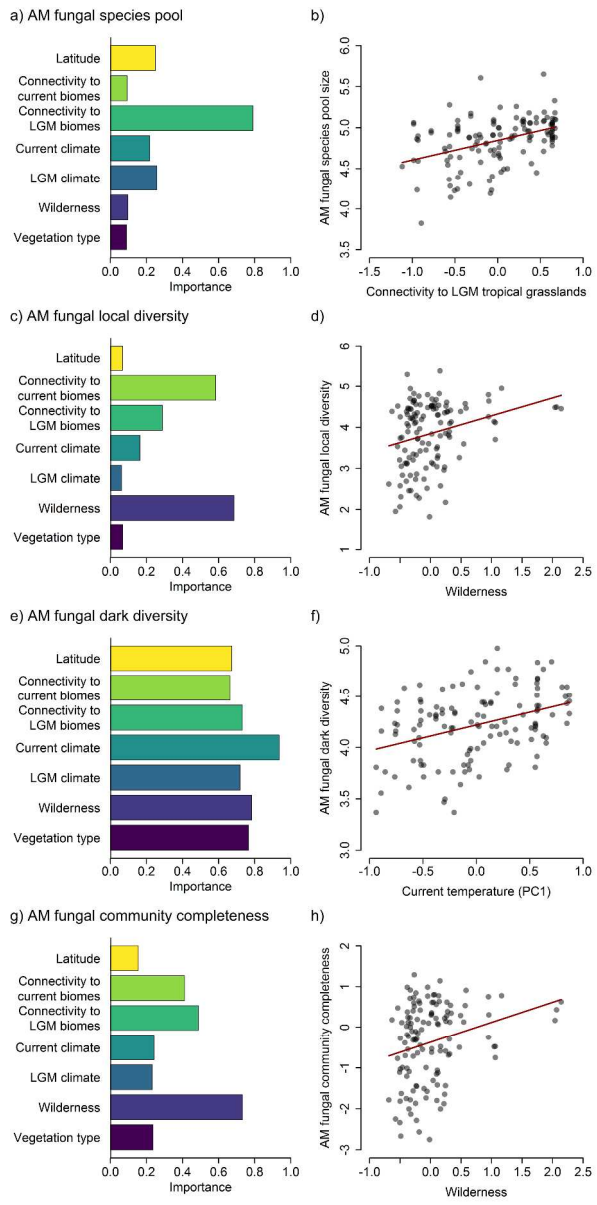 a) AM fungal species pool
Latitude
Connectivity to
current biomes
Connectivity to
LGM biomes
Current climate
LGM climate
Wilderness
Vegetation type
0.0 0.2 0.4 0.6 0.8 1.0
Importance
b)
AM fungal species pool size
6.0
5.5
5.0
4.5
4.0
3.5
-1.5 -1.0 -0.5 0.0 0.5 1.0
Connectivity to LGM tropical grasslands
c) AM fungal local diversity
Latitude
Connectivity to
current biomes
Connectivity to
LGM biomes
Current climate
LGM climate
Wilderness
Vegetation type
0.0 0.2 0.4 0.6 0.8 1.0
Importance
d)
AM fungal local diversity
6
5
4
3
2
1
-1.0 0.0 0.5 1.0 1.5 2.0 2.5
Wilderness
e) AM fungal dark diversity
Latitude
Connectivity to
current biomes
Connectivity to
LGM biomes
Current climate
LGM climate
Wilderness
Vegetation type
0.0 0.2 0.4 0.6 0.8 1.0
Importance
f)
AM fungal dark diversity
5.0
4.5
4.0
3.5
3.0
-1.0 -0.5 0.0 0.5 1.0
Current temperature (PC1)
g) AM fungal community completeness
Latitude
Connectivity to
current biomes
Connectivity to
LGM biomes
Current climate
LGM climate
Wilderness
Vegetation type
0.0 0.2 0.4 0.6 0.8 1.0
Importance
h)
AM fungal community completeness
2
1
0
-1
-2
-3
-1.0 0.0 0.5 1.0 1.5 2.0 2.5
Wilderness